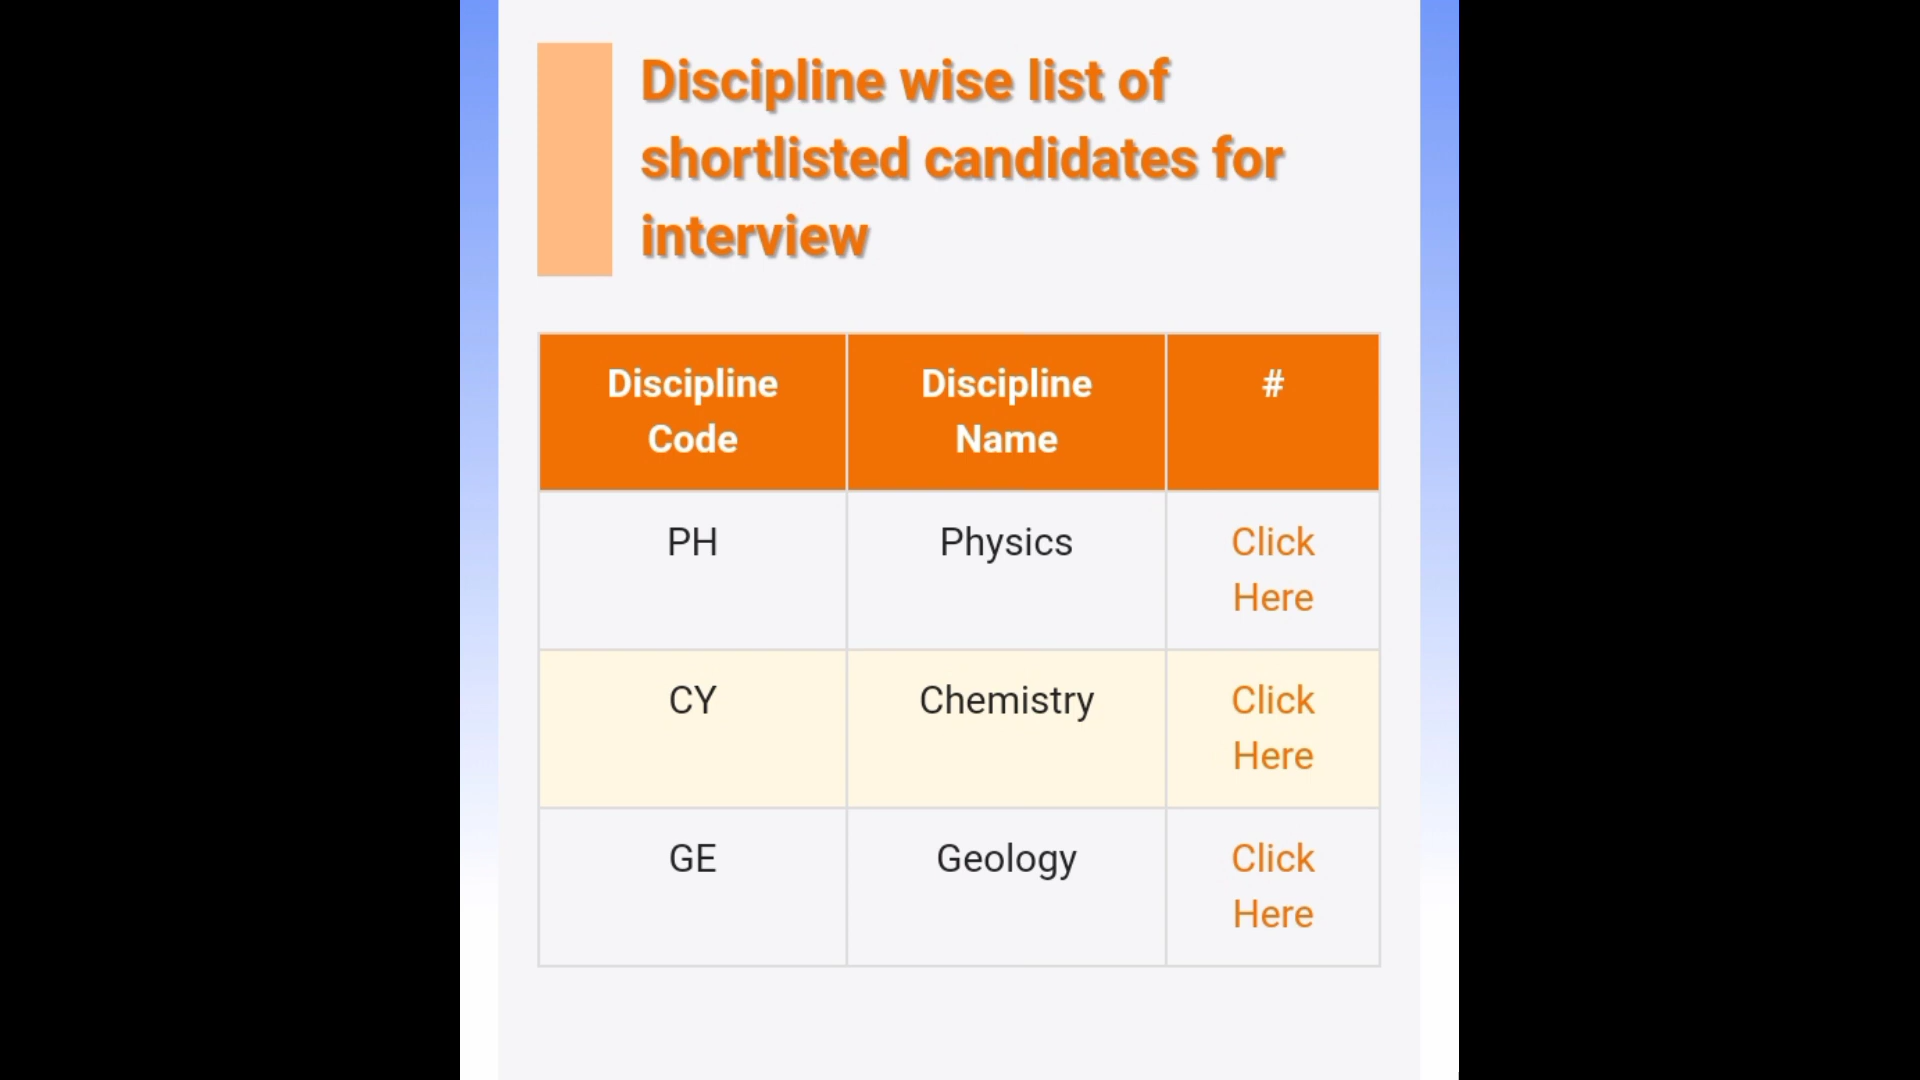 Discipline wise list of
shortlisted candidates for
interview
Discipline Code Discipline Name #
PH Physics Click Here
CY Chemistry Click Here
GE Geology Click Here